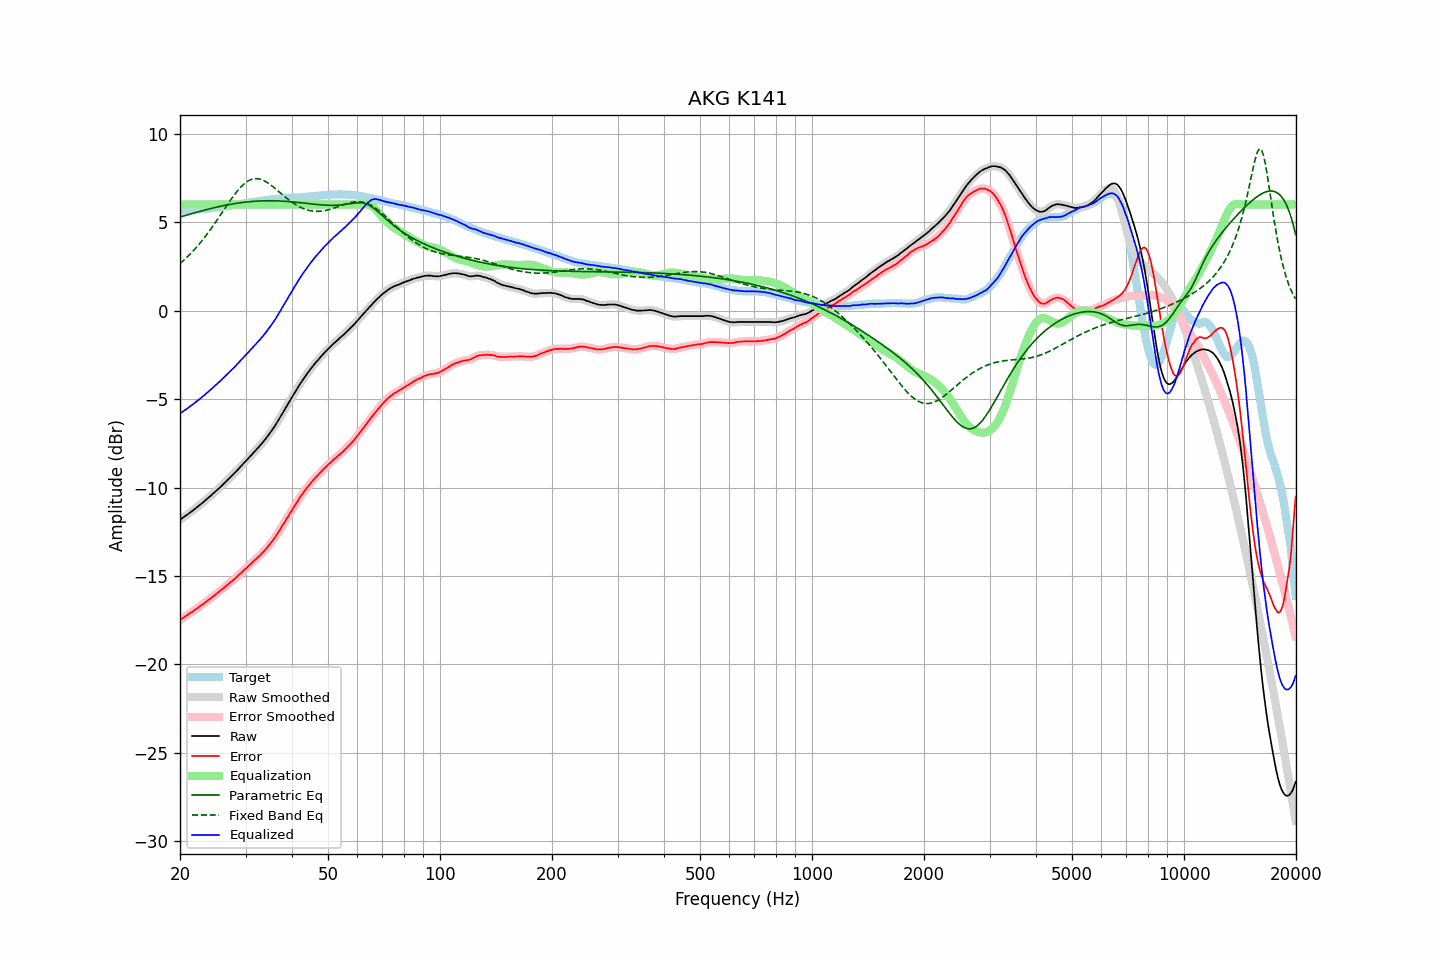 AKG K141
Amplitude (dBr)
10
5
0
−5
−10
−15
−20
−25
−30
Target
Raw Smoothed
Error Smoothed
Raw
Error
Equalization
Parametric Eq
Fixed Band Eq
Equalized
20 50 100 200 500 1000 2000 5000 10000 20000
Frequency (Hz)